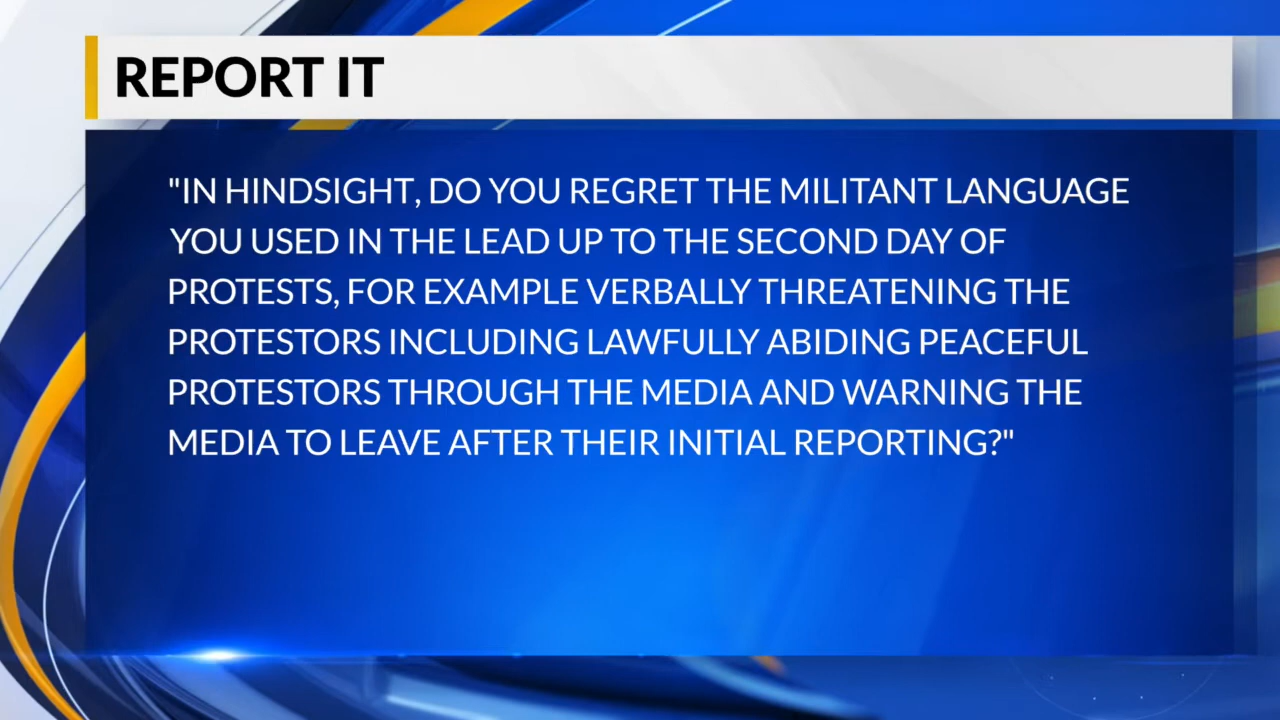 REPORT IT
"IN HINDSIGHT, DO YOU REGRET THE MILITANT LANGUAGE
YOU USED IN THE LEAD UP TO THE SECOND DAY OF
PROTESTS, FOR EXAMPLE VERBALLY THREATENING THE
PROTESTORS INCLUDING LAWFULLY ABIDING PEACEFUL
PROTESTORS THROUGH THE MEDIA AND WARNING THE
MEDIA TO LEAVE AFTER THEIR INITIAL REPORTING?"